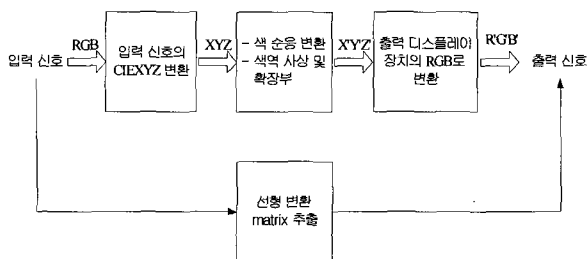 입력 신호
RGB
입력 신호의
CIEXYZ 변환
XYZ
- 색 순응 변환
- 색역 사상 및
확장부
X'Y'Z'
출력 디스플레이
장치의 RGB로
변환
R'G'B'
출력 신호
선형 변환
matrix 추출